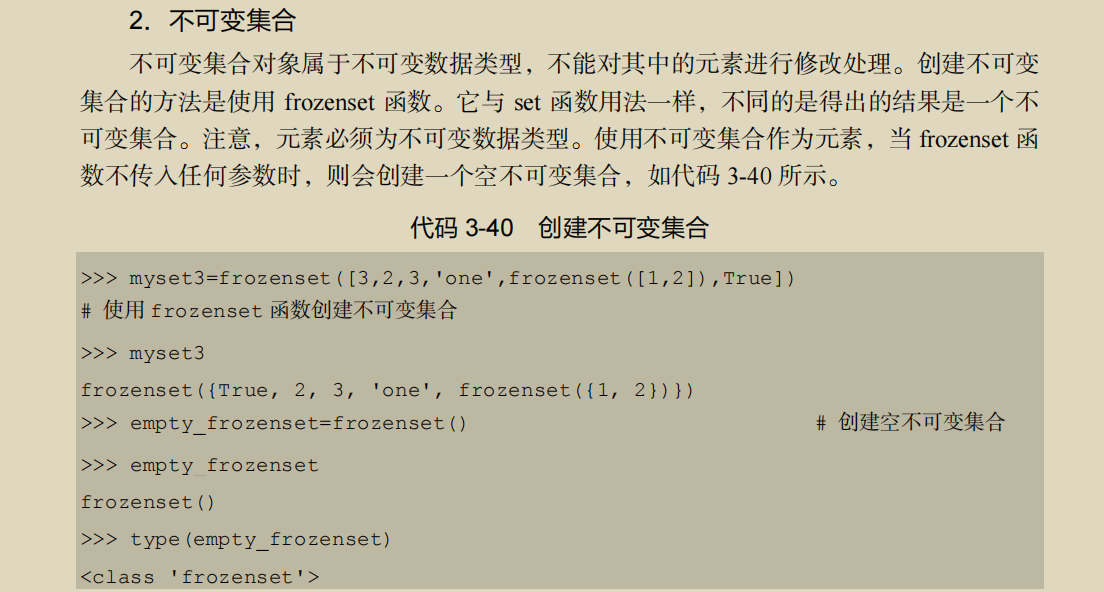 2．不可变集合
不可变集合对象属于不可变数据类型，不能对其中的元素进行修改处理。创建不可变
集合的方法是使用 frozenset 函数。它与 set 函数用法一样，不同的是得出的结果是一个不
可变集合。注意，元素必须为不可变数据类型。使用不可变集合作为元素，当 frozenset 函
数不传入任何参数时，则会创建一个空不可变集合，如代码 3-40 所示。
代码 3-40　创建不可变集合
>>> myset3=frozenset([3,2,3,'one',frozenset([1,2]),True])
# 使用 frozenset 函数创建不可变集合
>>> myset3
frozenset({True, 2, 3, 'one', frozenset({1, 2})})
>>> empty_frozenset=frozenset() # 创建空不可变集合
>>> empty_frozenset
frozenset()
>>> type(empty_frozenset)
<class 'frozenset'>